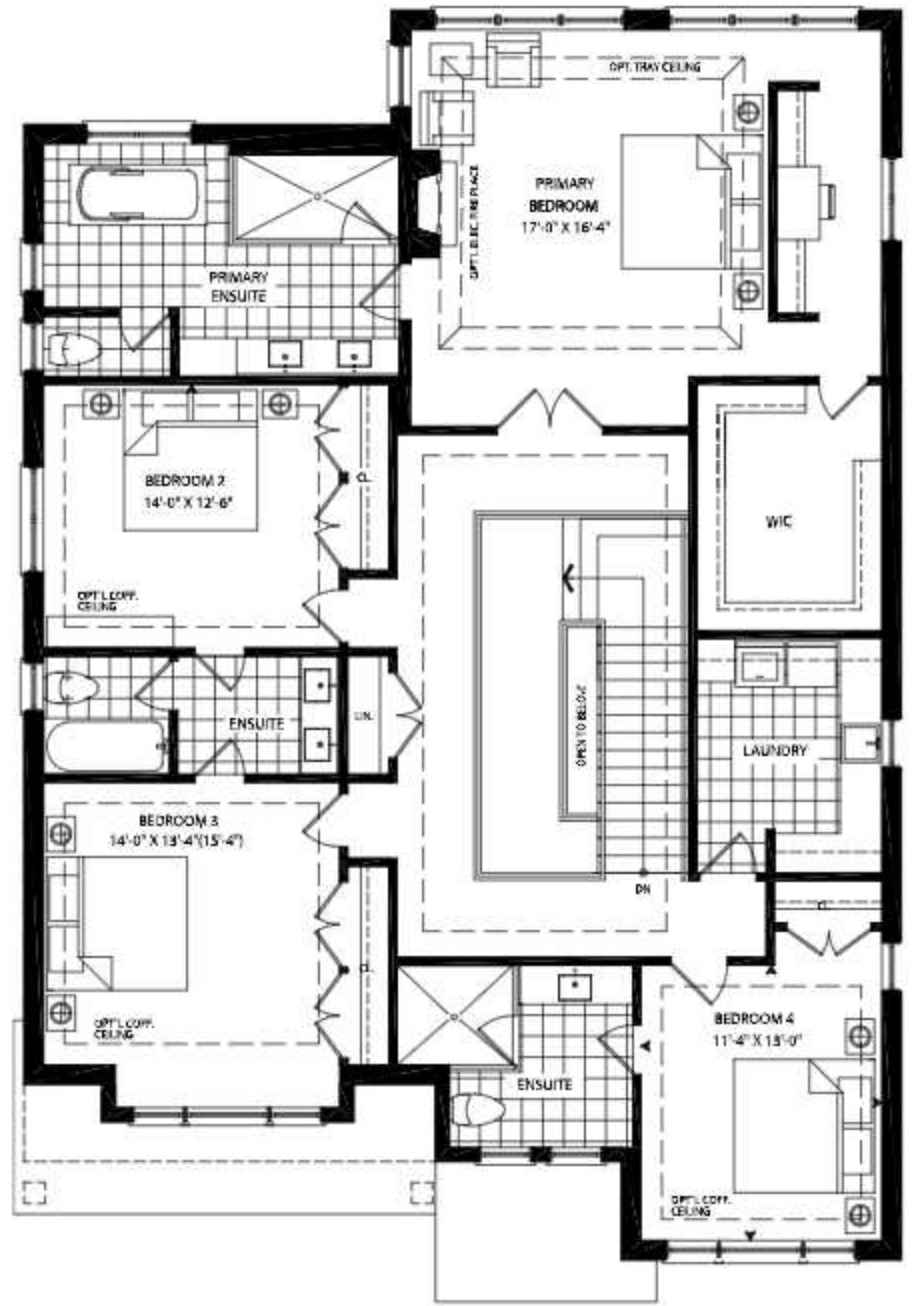 OPT. TRAY CEILING
PRIMARY
BEDROOM
17'-0" X 16'-4"
OPT'L. ELEC. FIRE PLACE
PRIMARY
ENSUITE
BEDROOM 2
14'-0" X 12'-6"
CL.
OPT'L COFF.
CEILING
WIC
ENSUITE
LIN.
OPEN TO BELOW
LAUNDRY
BEDROOM 3
14'-0" X 13'-4"(15'-4")
DN
CL.
CL.
OPT'L COFF.
CEILING
BEDROOM 4
11'-4" X 13'-0"
ENSUITE
OPT'L COFF.
CEILING